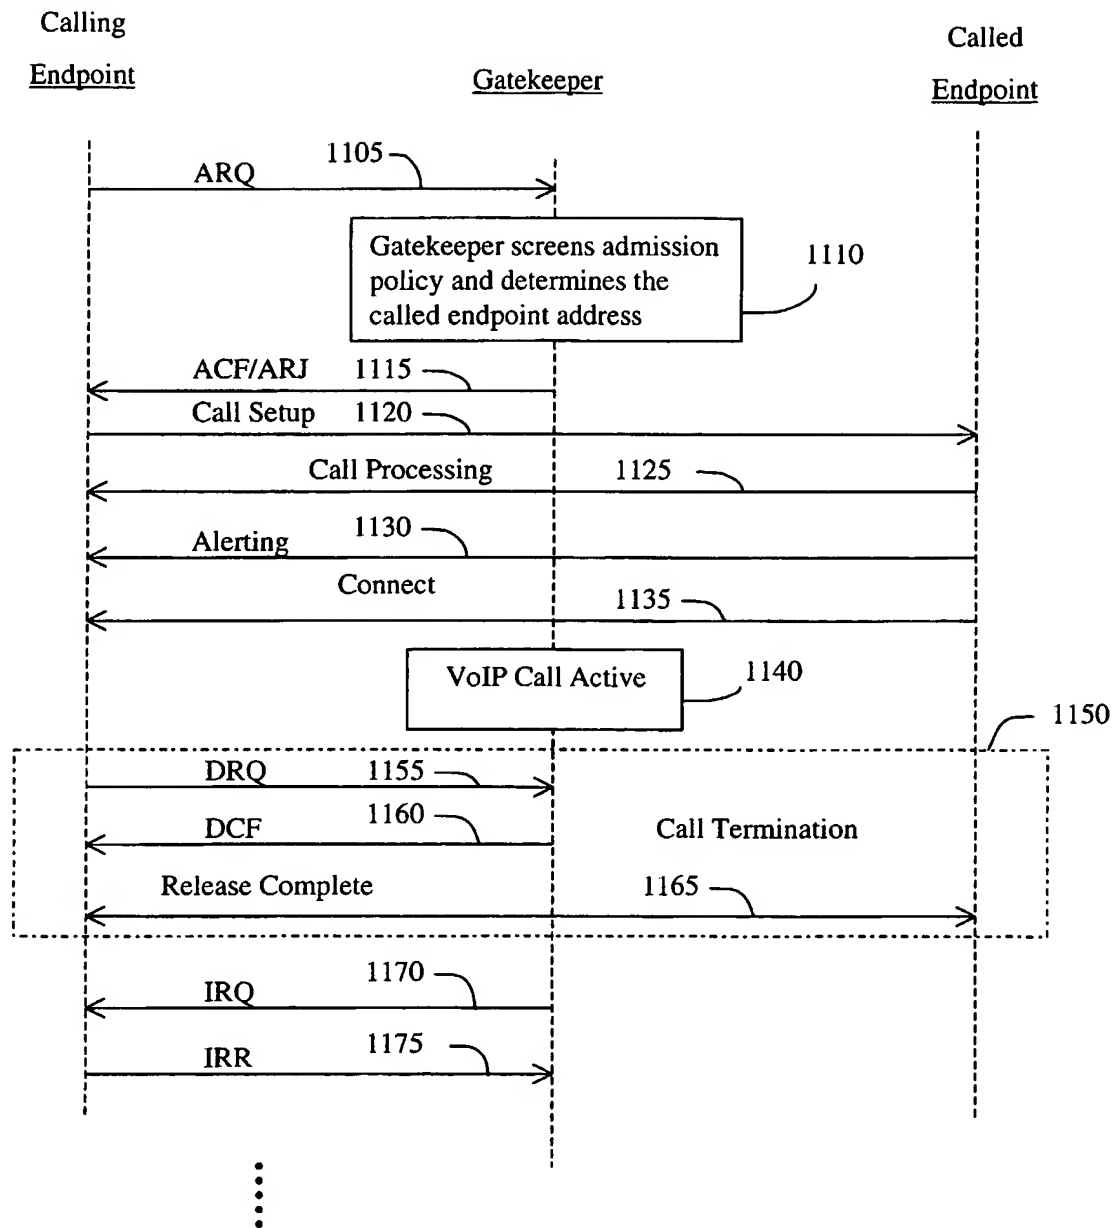 Calling
Endpoint
Gatekeeper
Called
Endpoint
ARQ
1105
Gatekeeper screens admission
policy and determines the
called endpoint address
1110
ACF/ARJ
1115
Call Setup
1120
Call Processing
1125
Alerting
1130
Connect
1135
VoIP Call Active
1140
1150
DRQ
1155
DCF
1160
Call Termination
Release Complete
1165
IRQ
1170
IRR
1175